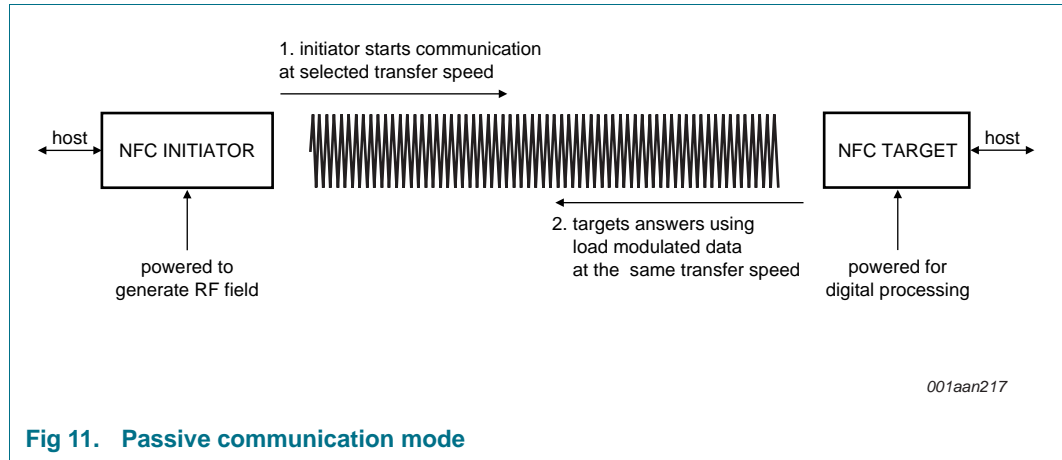 1. initiator starts communication
at selected transfer speed
host
NFC INITIATOR
NFC TARGET
host
2. targets answers using
load modulated data
at the same transfer speed
powered to
generate RF field
powered for
digital processing
001aan217
Fig 11. Passive communication mode